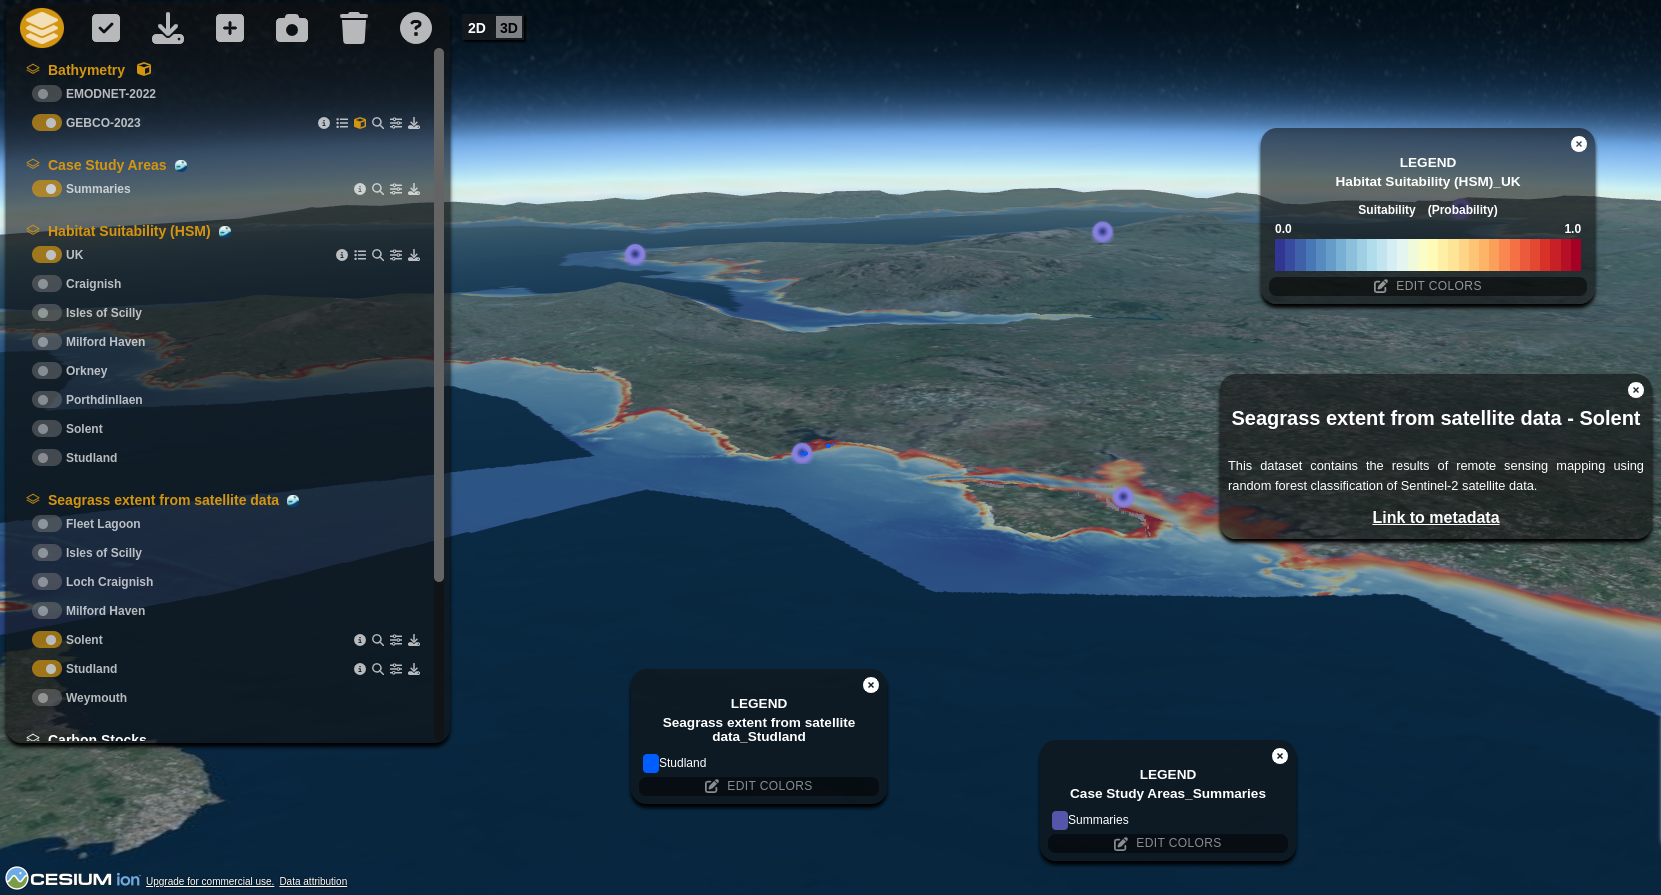 2D 3D
Bathymetry
EMODNET-2022
GEBCO-2023
Case Study Areas
Summaries
Habitat Suitability (HSM)
UK
Craignish
Isles of Scilly
Milford Haven
Orkney
Porthdinllaen
Solent
Studland
Seagrass extent from satellite data
Fleet Lagoon
Isles of Scilly
Loch Craignish
Milford Haven
Solent
Studland
Weymouth
Carbon Stocks
LEGEND
Habitat Suitability (HSM)_UK
Suitability (Probability)
0.0 1.0
EDIT COLORS
Seagrass extent from satellite data - Solent
This dataset contains the results of remote sensing mapping using
random forest classification of Sentinel-2 satellite data.
Link to metadata
LEGEND
Seagrass extent from satellite
data_Studland
Studland
EDIT COLORS
LEGEND
Case Study Areas_Summaries
Summaries
EDIT COLORS
CESIUM ion Upgrade for commercial use. Data attribution